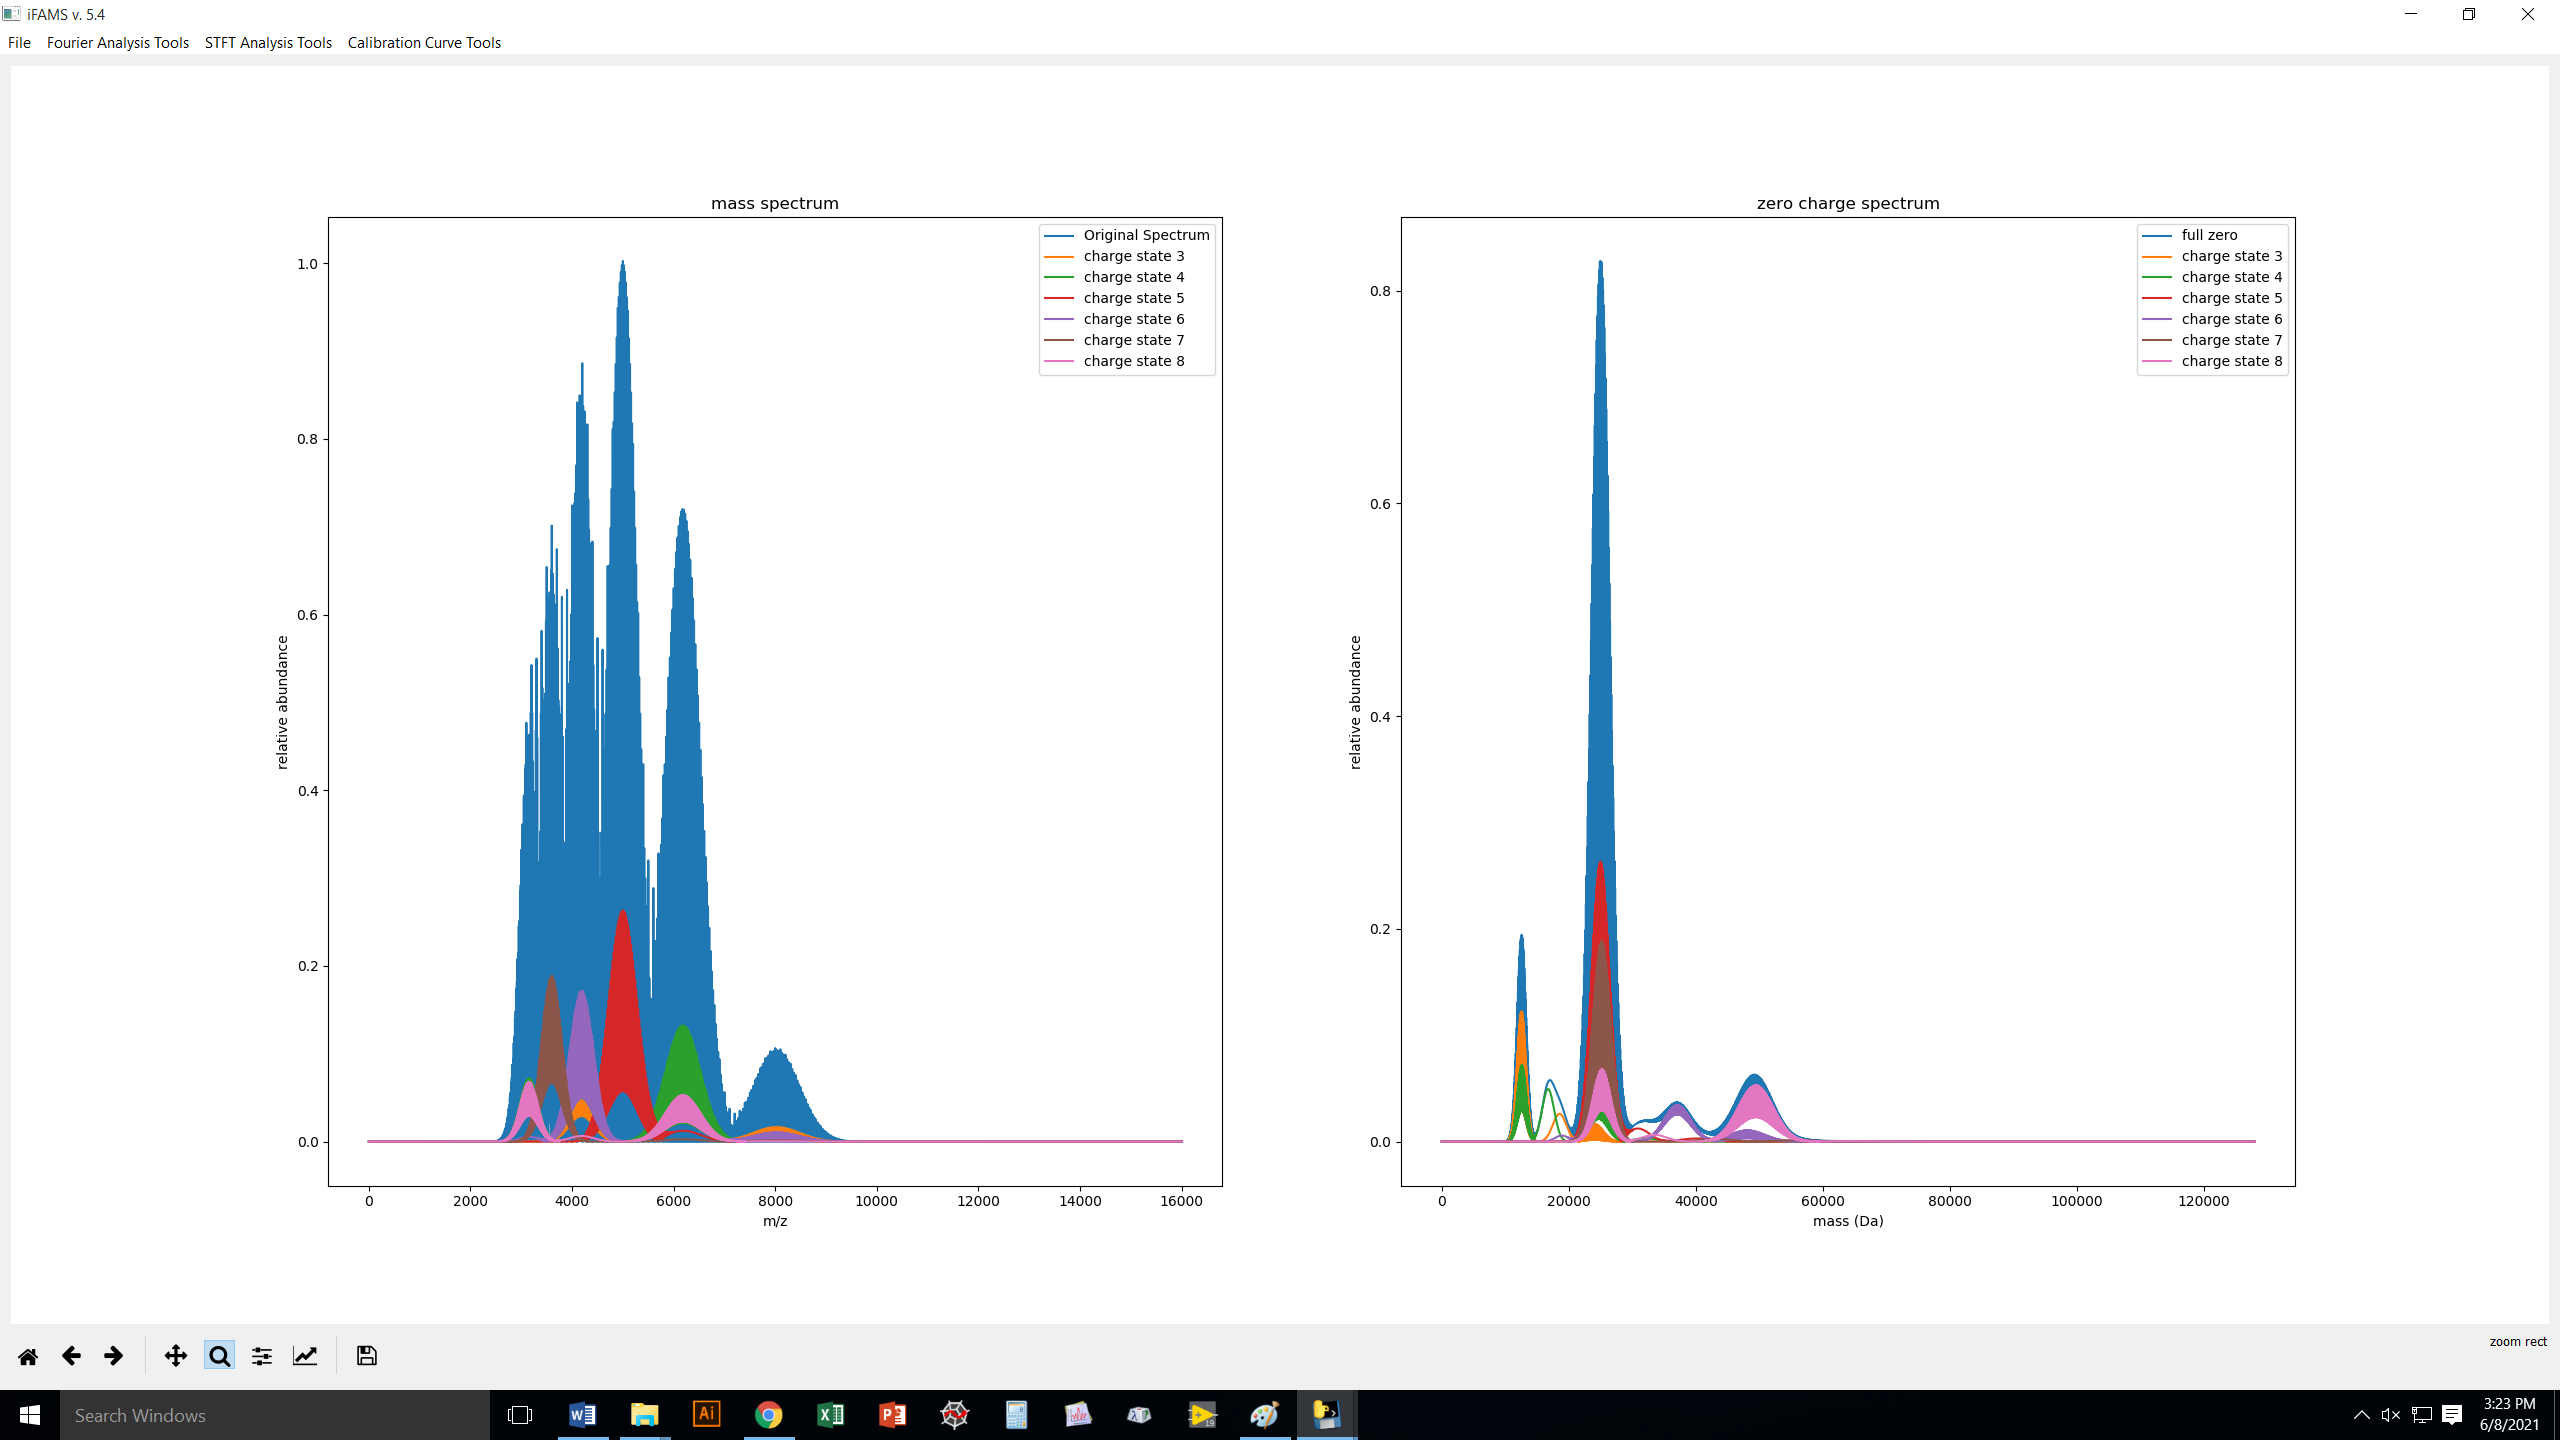 iFAMS v. 5.4
File Fourier Analysis Tools STFT Analysis Tools Calibration Curve Tools
mass spectrum
Original Spectrum
charge state 3
charge state 4
charge state 5
charge state 6
charge state 7
charge state 8
1.0
0.8
0.6
0.4
0.2
0.0
relative abundance
0 2000 4000 6000 8000 10000 12000 14000 16000
m/z
zero charge spectrum
full zero
charge state 3
charge state 4
charge state 5
charge state 6
charge state 7
charge state 8
0.8
0.6
0.4
0.2
0.0
relative abundance
0 20000 40000 60000 80000 100000 120000
mass (Da)
zoom rect
Search Windows
Ai
19
3:23 PM
6/8/2021